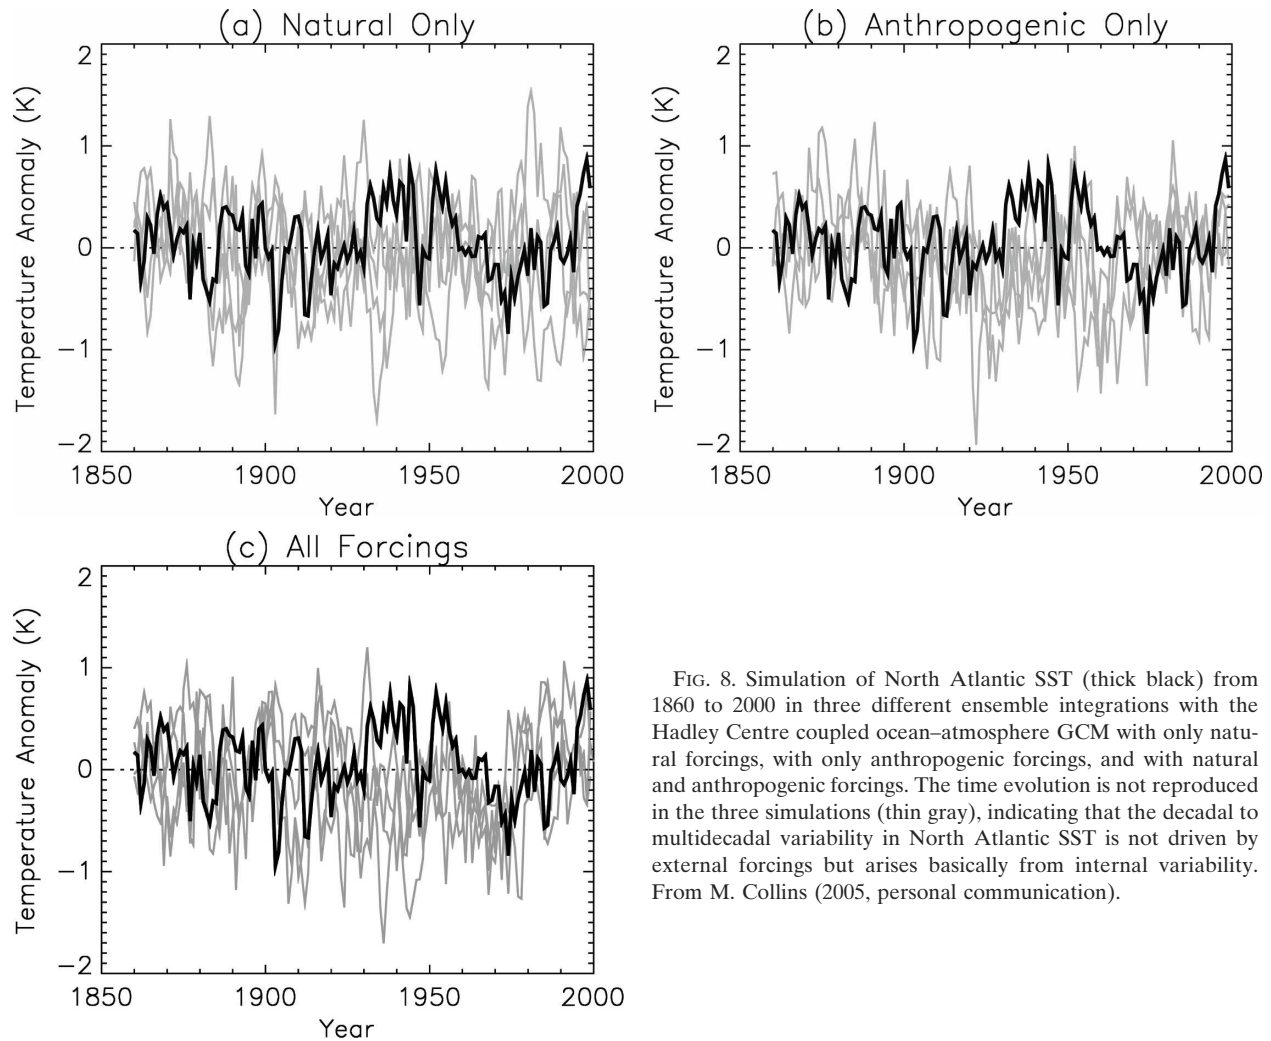 (a) Natural Only
Temperature Anomaly (K)
2
1
0
−1
−2
1850
1900
1950
2000
Year
(b) Anthropogenic Only
Temperature Anomaly (K)
2
1
0
−1
−2
1850
1900
1950
2000
Year
(c) All Forcings
Temperature Anomaly (K)
2
1
0
−1
−2
1850
1900
1950
2000
Year
FIG. 8. Simulation of North Atlantic SST (thick black) from
1860 to 2000 in three different ensemble integrations with the
Hadley Centre coupled ocean–atmosphere GCM with only natu-
ral forcings, with only anthropogenic forcings, and with natural
and anthropogenic forcings. The time evolution is not reproduced
in the three simulations (thin gray), indicating that the decadal to
multidecadal variability in North Atlantic SST is not driven by
external forcings but arises basically from internal variability.
From M. Collins (2005, personal communication).